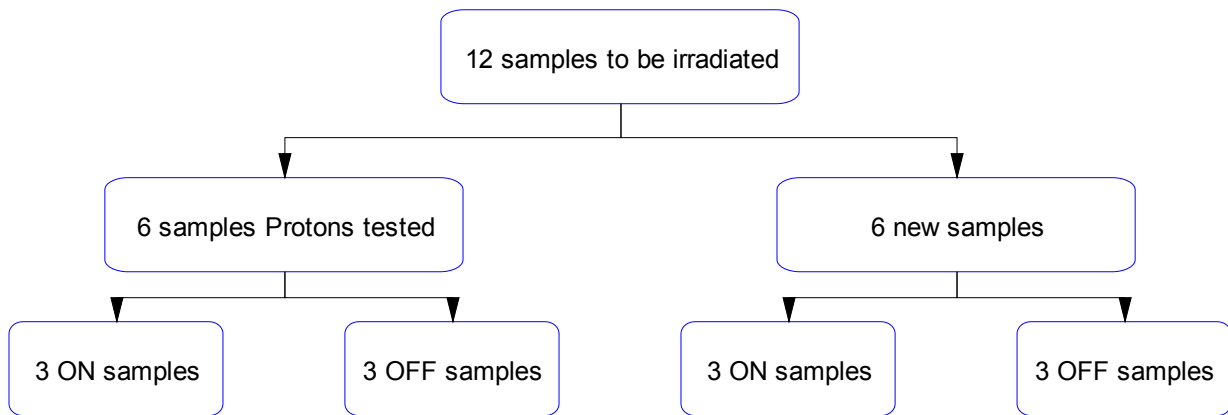 12 samples to be irradiated
6 samples Protons tested
6 new samples
3 ON samples
3 OFF samples
3 ON samples
3 OFF samples